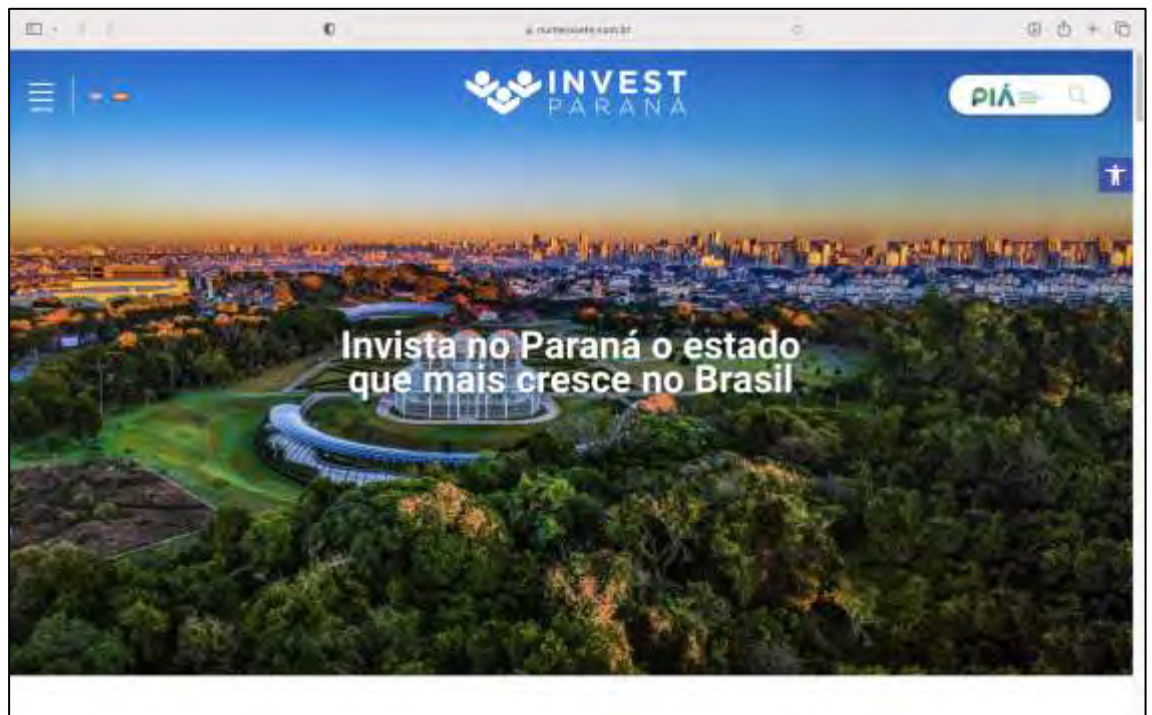 INVEST
PARANÁ
PIÁ
Invista no Paraná o estado
que mais cresce no Brasil